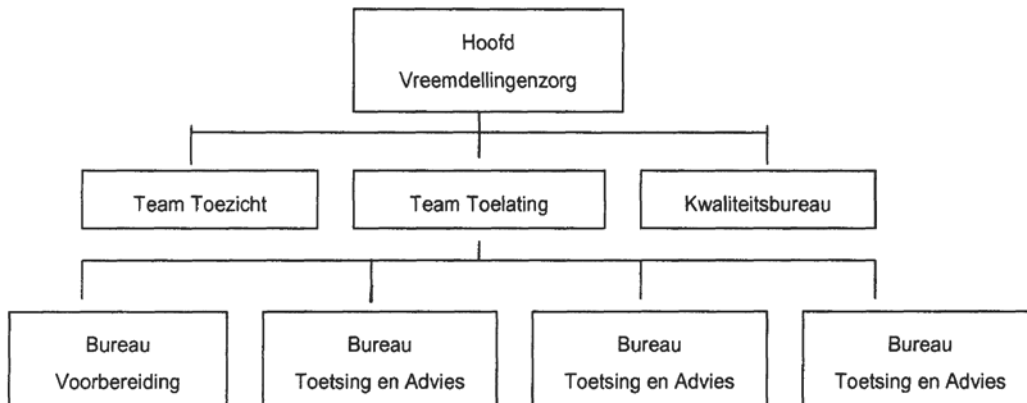 Hoofd
Vreemdellingenzorg
Team Toezicht
Team Toelating
Kwaliteitsbureau
Bureau
Voorbereiding
Bureau
Toetsing en Advies
Bureau
Toetsing en Advies
Bureau
Toetsing en Advies